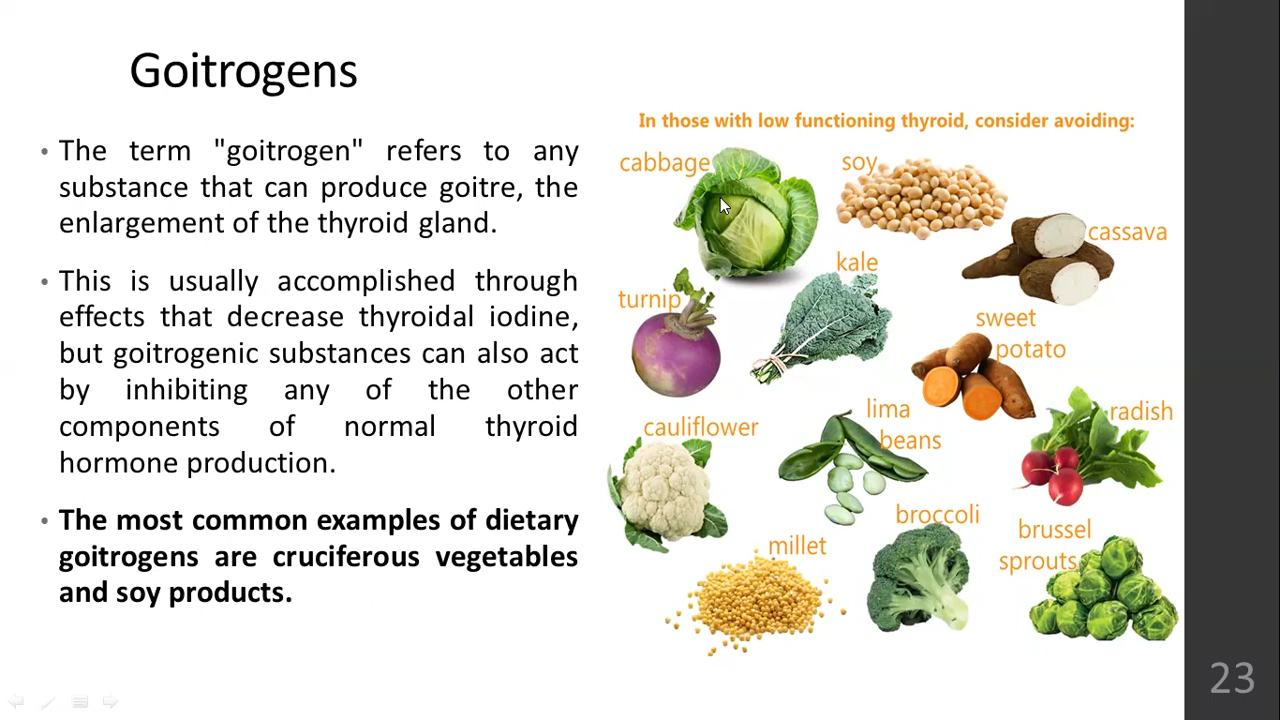 Goitrogens
The term "goitrogen" refers to any
substance that can produce goitre, the
enlargement of the thyroid gland.
This is usually accomplished through
effects that decrease thyroidal iodine,
but goitrogenic substances can also act
by inhibiting any of the other
components of normal thyroid
hormone production.
The most common examples of dietary
goitrogens are cruciferous vegetables
and soy products.
In those with low functioning thyroid, consider avoiding:
cabbage
soy
cassava
kale
turnip
sweet
potato
lima
beans
radish
cauliflower
broccoli
brussel
sprouts
millet
23